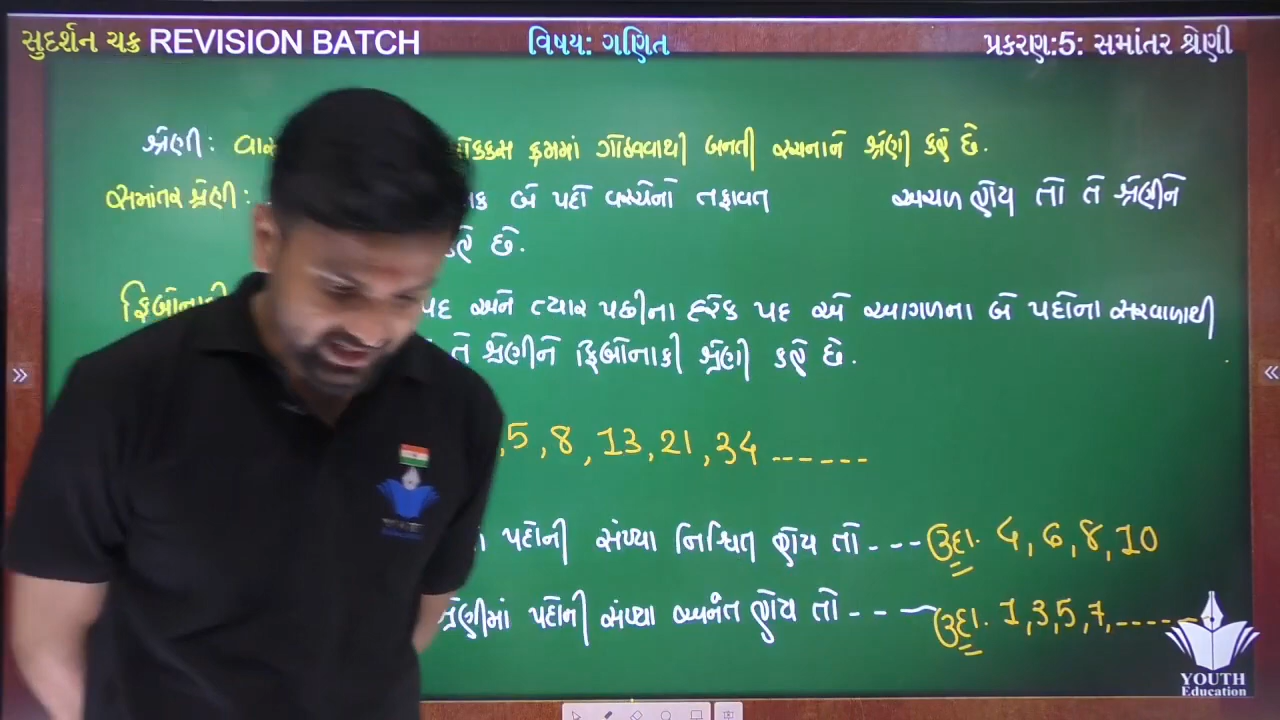 સુદર્શન ચક્ર REVISION BATCH
વિષય: ગણિત
પ્રકરણ:5: સમાંતર શ્રેણી
શ્રેણી: ક્રમમાં ગોઠવવાથી બનતી રચનાને શ્રેણી કહે છે.
સમાંતર શ્રેણી: બે પદો વચ્ચેનો તફાવત અચળ હોય તો તે શ્રેણીને
છે.
પદ અને ત્યાર પછીના દરેક પદ એ આગળના બે પદોના સરવાળાથી
તે શ્રેણીને ફિબોનાકી શ્રેણી કહે છે.
,5,8,13,21,34------
પદોની સંખ્યા નિશ્ચિત હોય તો--- ઉદા. 4,6,8,10
શ્રેણીમાં પદોની સંખ્યા અનંત હોય તો--- ઉદા. 1,3,5,7,------
YOUTH
Education